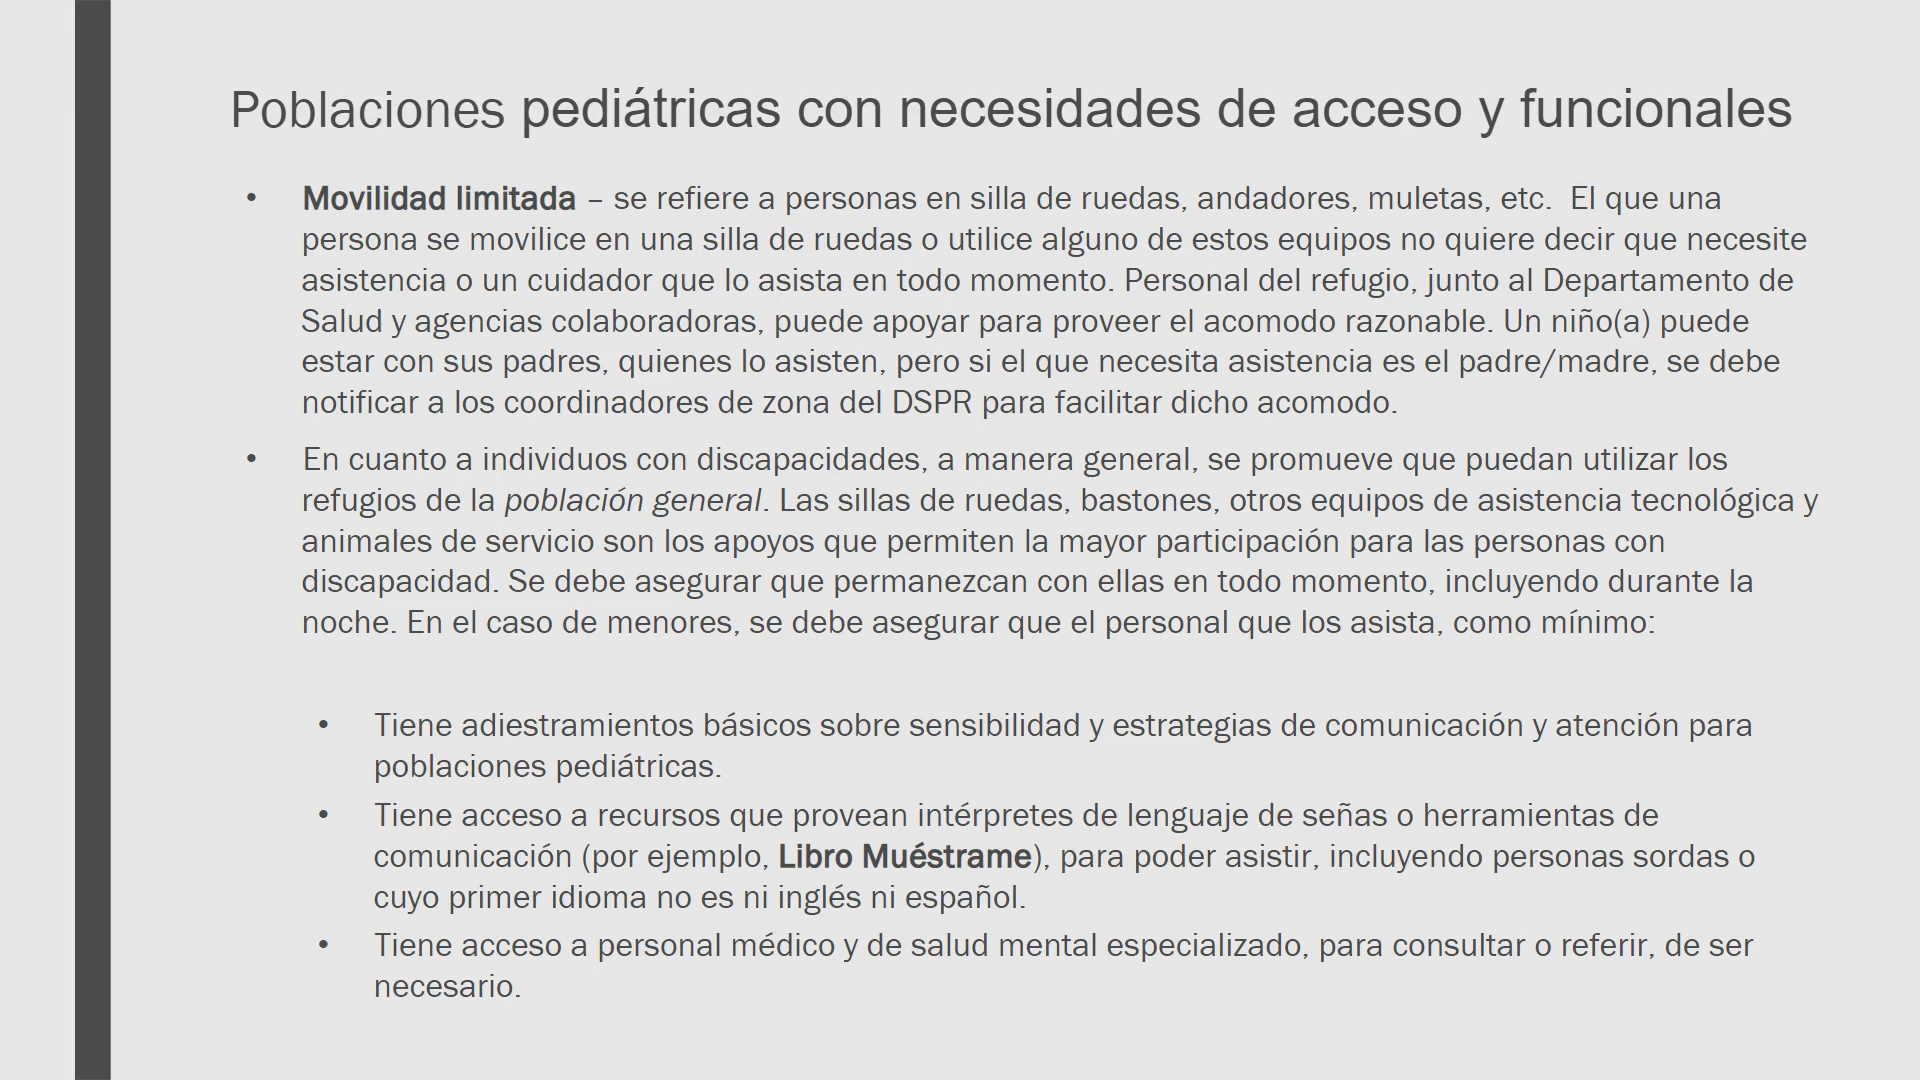 Poblaciones pediátricas con necesidades de acceso y funcionales
• Movilidad limitada – se refiere a personas en silla de ruedas, andadores, muletas, etc.  El que una
persona se movilice en una silla de ruedas o utilice alguno de estos equipos no quiere decir que necesite
asistencia o un cuidador que lo asista en todo momento. Personal del refugio, junto al Departamento de
Salud y agencias colaboradoras, puede apoyar para proveer el acomodo razonable. Un niño(a) puede
estar con sus padres, quienes lo asisten, pero si el que necesita asistencia es el padre/madre, se debe
notificar a los coordinadores de zona del DSPR para facilitar dicho acomodo.
• En cuanto a individuos con discapacidades, a manera general, se promueve que puedan utilizar los
refugios de la población general. Las sillas de ruedas, bastones, otros equipos de asistencia tecnológica y
animales de servicio son los apoyos que permiten la mayor participación para las personas con
discapacidad. Se debe asegurar que permanezcan con ellas en todo momento, incluyendo durante la
noche. En el caso de menores, se debe asegurar que el personal que los asista, como mínimo:
• Tiene adiestramientos básicos sobre sensibilidad y estrategias de comunicación y atención para
poblaciones pediátricas.
• Tiene acceso a recursos que provean intérpretes de lenguaje de señas o herramientas de
comunicación (por ejemplo, Libro Muéstrame), para poder asistir, incluyendo personas sordas o
cuyo primer idioma no es ni inglés ni español.
• Tiene acceso a personal médico y de salud mental especializado, para consultar o referir, de ser
necesario.